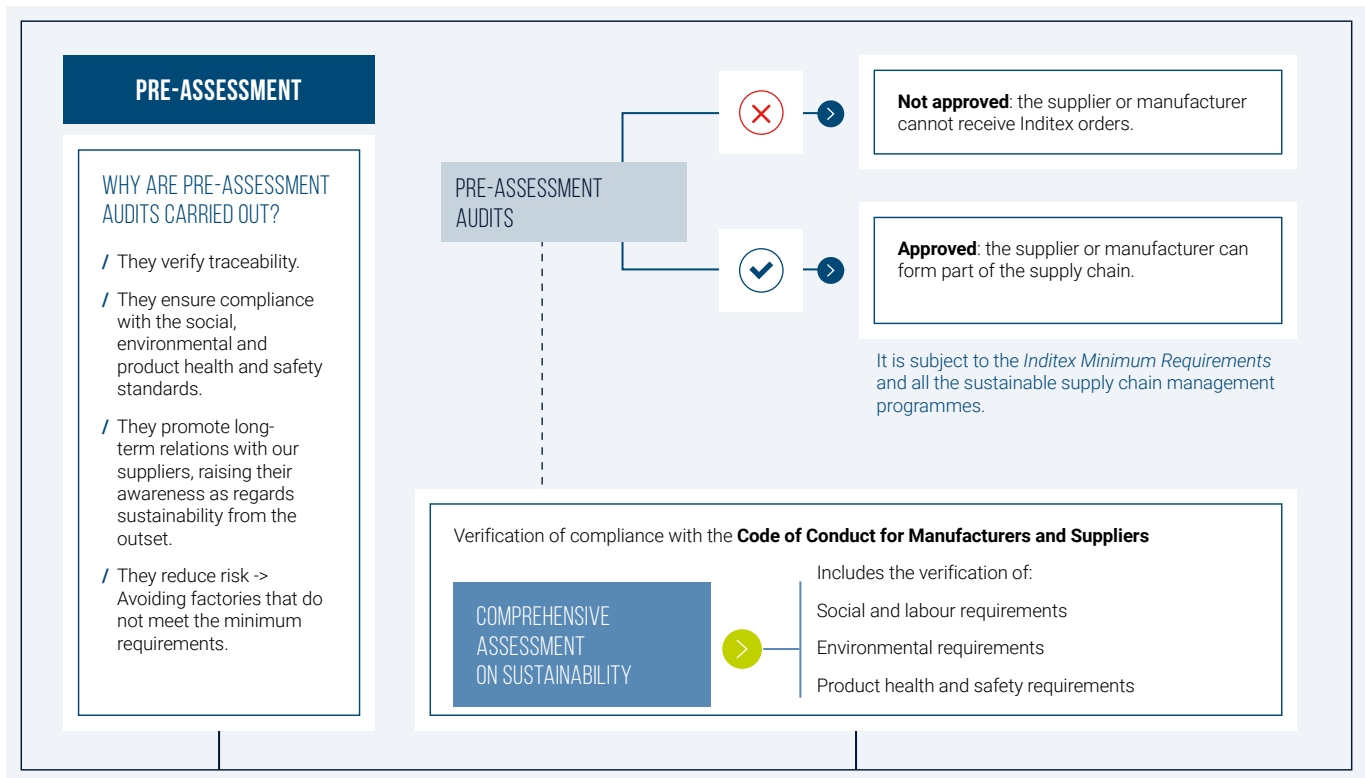 PRE-ASSESSMENT
WHY ARE PRE-ASSESSMENT
AUDITS CARRIED OUT?
/ They verify traceability.
/ They ensure compliance
with the social,
environmental and
product health and safety
standards.
/ They promote long-
term relations with our
suppliers, raising their
awareness as regards
sustainability from the
outset.
/ They reduce risk ->
Avoiding factories that do
not meet the minimum
requirements.
PRE-ASSESSMENT
AUDITS
Not approved: the supplier or manufacturer
cannot receive Inditex orders.
Approved: the supplier or manufacturer can
form part of the supply chain.
It is subject to the Inditex Minimum Requirements
and all the sustainable supply chain management
programmes.
Verification of compliance with the Code of Conduct for Manufacturers and Suppliers
COMPREHENSIVE
ASSESSMENT
ON SUSTAINABILITY
Includes the verification of:
Social and labour requirements
Environmental requirements
Product health and safety requirements